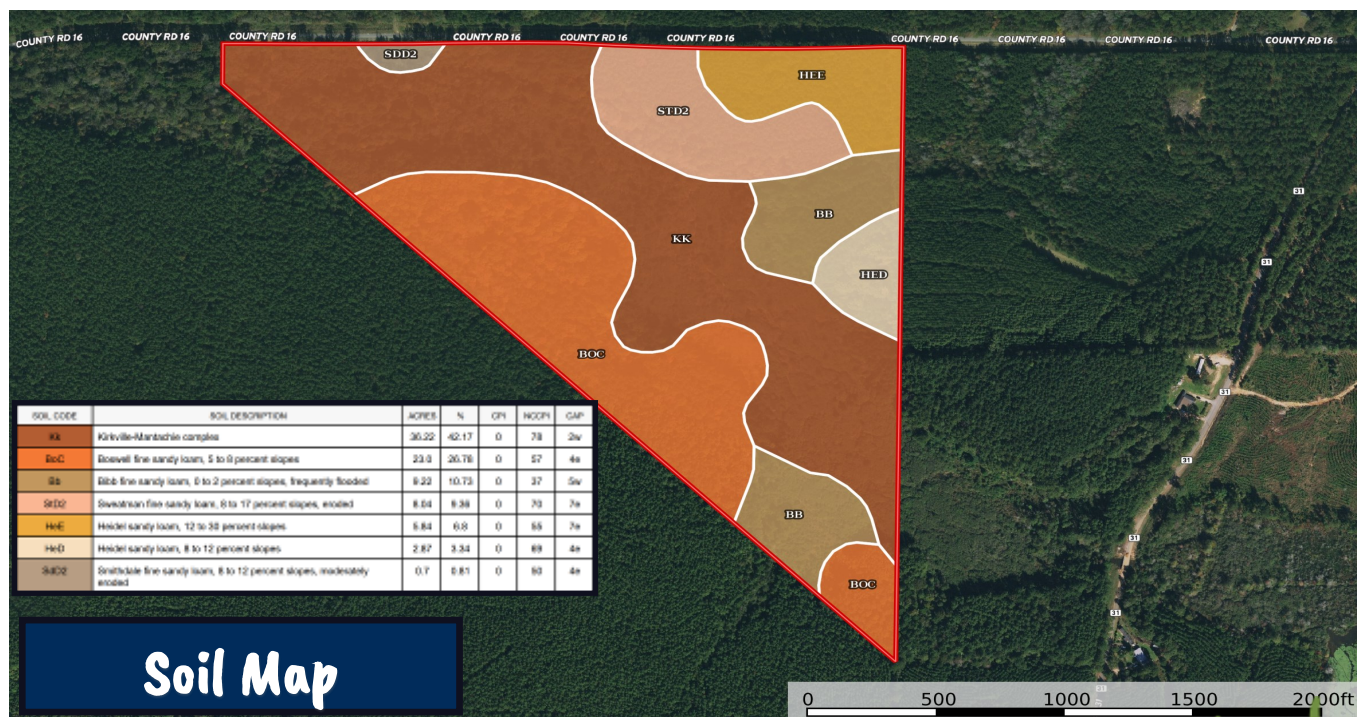 COUNTY RD 16 COUNTY RD 16 COUNTY RD 16 COUNTY RD 16 COUNTY RD 16 COUNTY RD 16 COUNTY RD 16 COUNTY RD 16 COUNTY RD 16 COUNTY RD 16
SDD2
HEE
STD2
31
BB
KK
31
HED
BOC
31
31
BB
31
BOC
31
31
SOIL CODE SOIL DESCRIPTION ACRES % CPI NCCPI CAP
Kk Kirkville-Mantachie complex 36.22 42.17 0 78 2w
BoC Boswell fine sandy loam, 5 to 8 percent slopes 23.0 26.78 0 57 4e
Bb Bibb fine sandy loam, 0 to 2 percent slopes, frequently flooded 9.22 10.73 0 37 5w
StD2 Sweatman fine sandy loam, 8 to 17 percent slopes, eroded 8.04 9.36 0 70 7e
HeE Heidel sandy loam, 12 to 30 percent slopes 5.84 6.8 0 55 7e
HeD Heidel sandy loam, 8 to 12 percent slopes 2.87 3.34 0 69 4e
SdD2 Smithdale fine sandy loam, 8 to 12 percent slopes, moderately
eroded 0.7 0.81 0 50 4e
Soil Map
0 500 1000 1500 2000ft